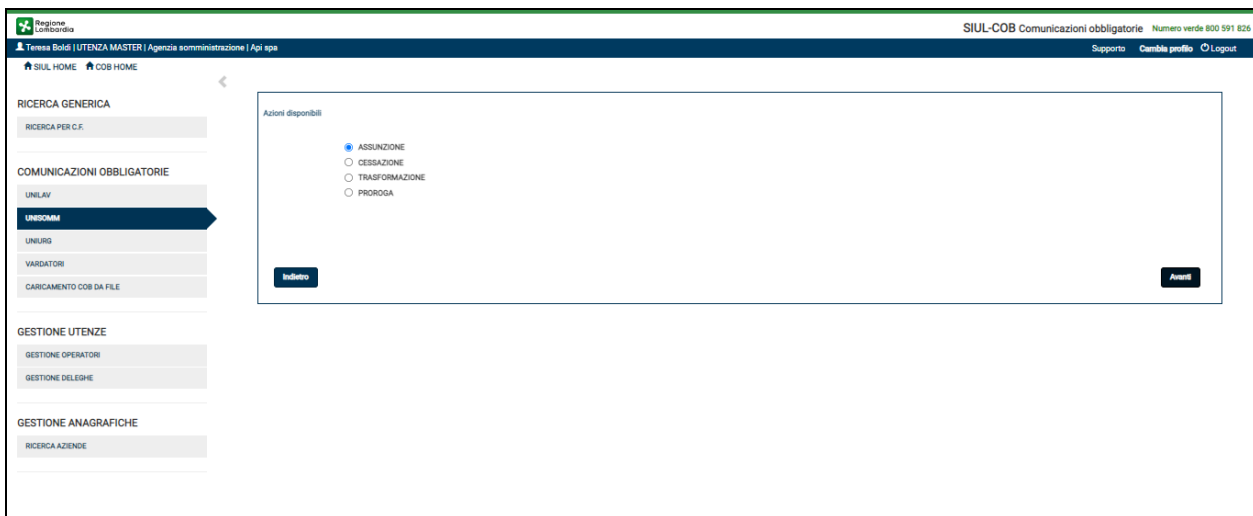 Regione
Lombardia
SIUL-COB Comunicazioni obbligatorie Numero verde 800 591 826
Teresa Boldi | UTENZA MASTER | Agenzia somministrazione | Api spa
Supporto Cambia profilo Logout
SIUL HOME COB HOME
RICERCA GENERICA
RICERCA PER C.F.
COMUNICAZIONI OBBLIGATORIE
UNILAV
UNISOMM
UNIURG
VARDATORI
CARICAMENTO COB DA FILE
GESTIONE UTENZE
GESTIONE OPERATORI
GESTIONE DELEGHE
GESTIONE ANAGRAFICHE
RICERCA AZIENDE
Azioni disponibili
ASSUNZIONE
CESSAZIONE
TRASFORMAZIONE
PROROGA
Indietro
Avanti